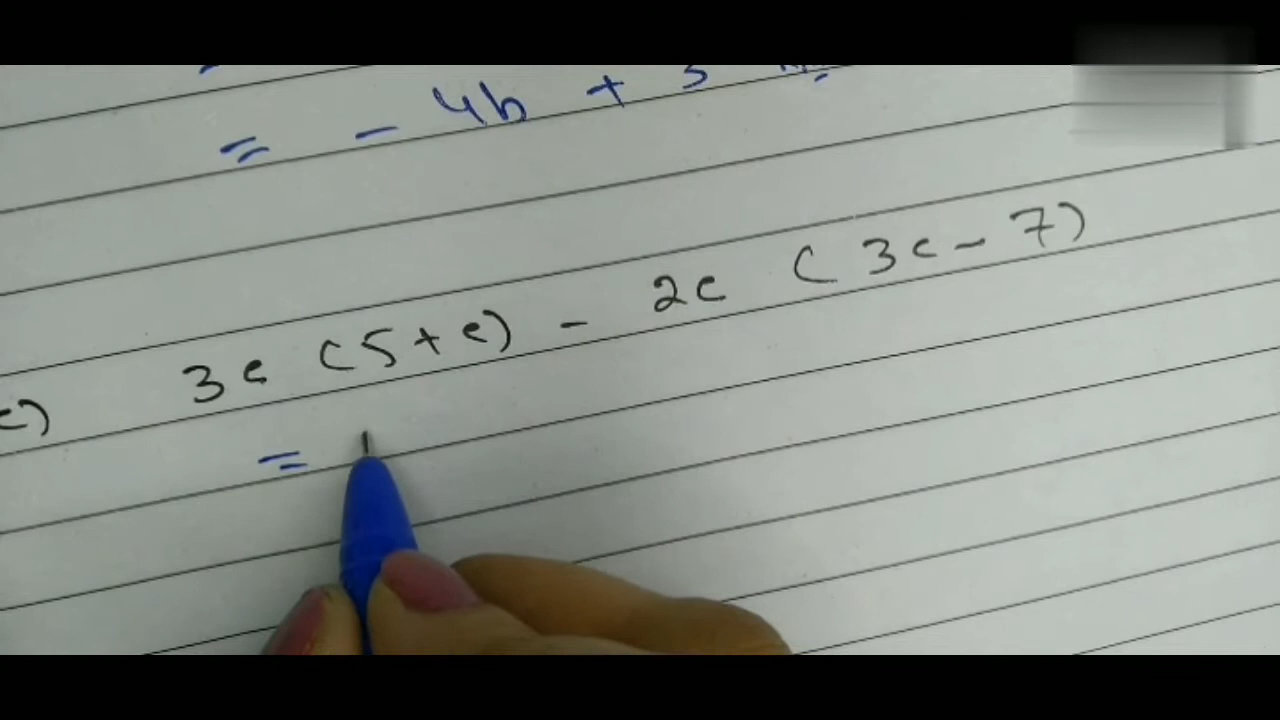 = - 4b + 3
c) 3c (5+c) - 2c (3c - 7)
=